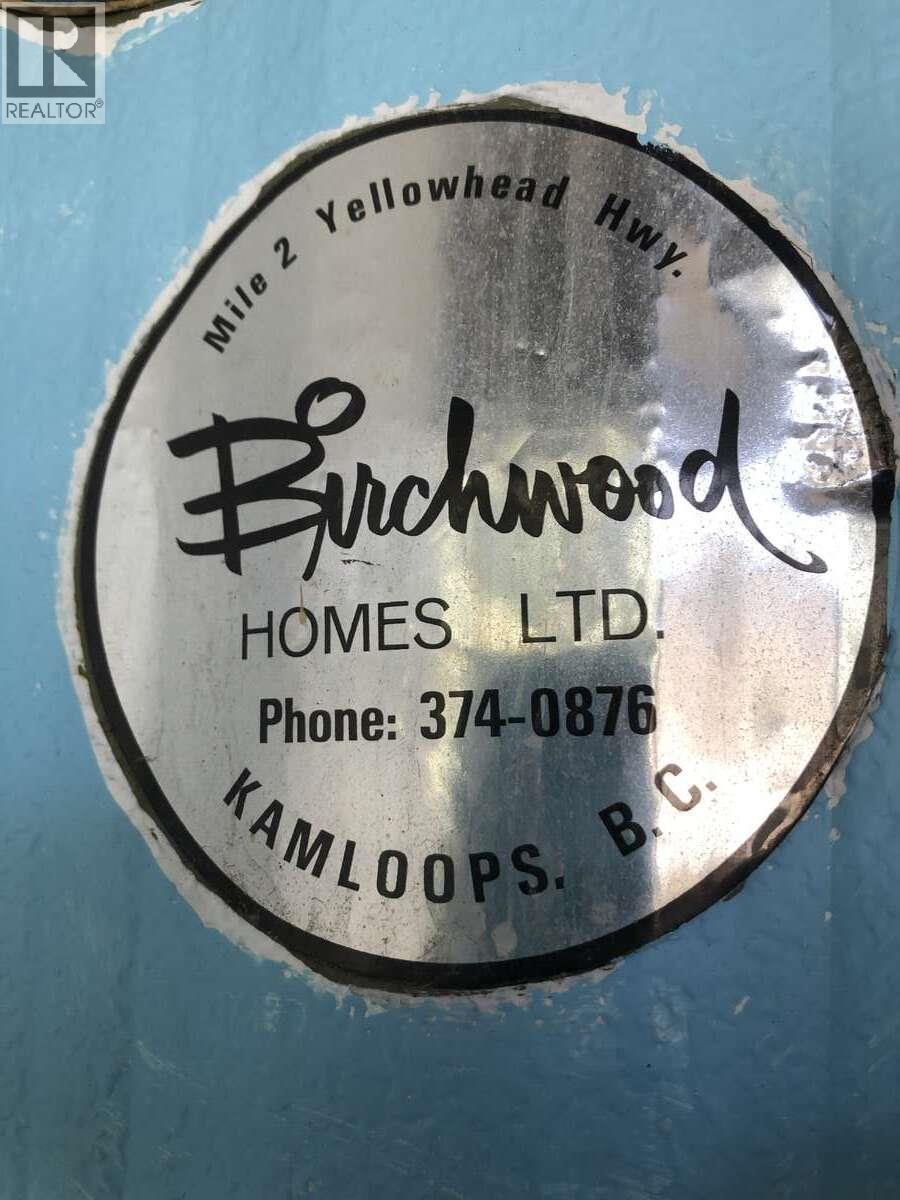 REALTOR®
Mile 2 Yellowhead Hwy.
Birchwood
HOMES LTD.
Phone: 374-0876
KAMLOOPS. B.C.